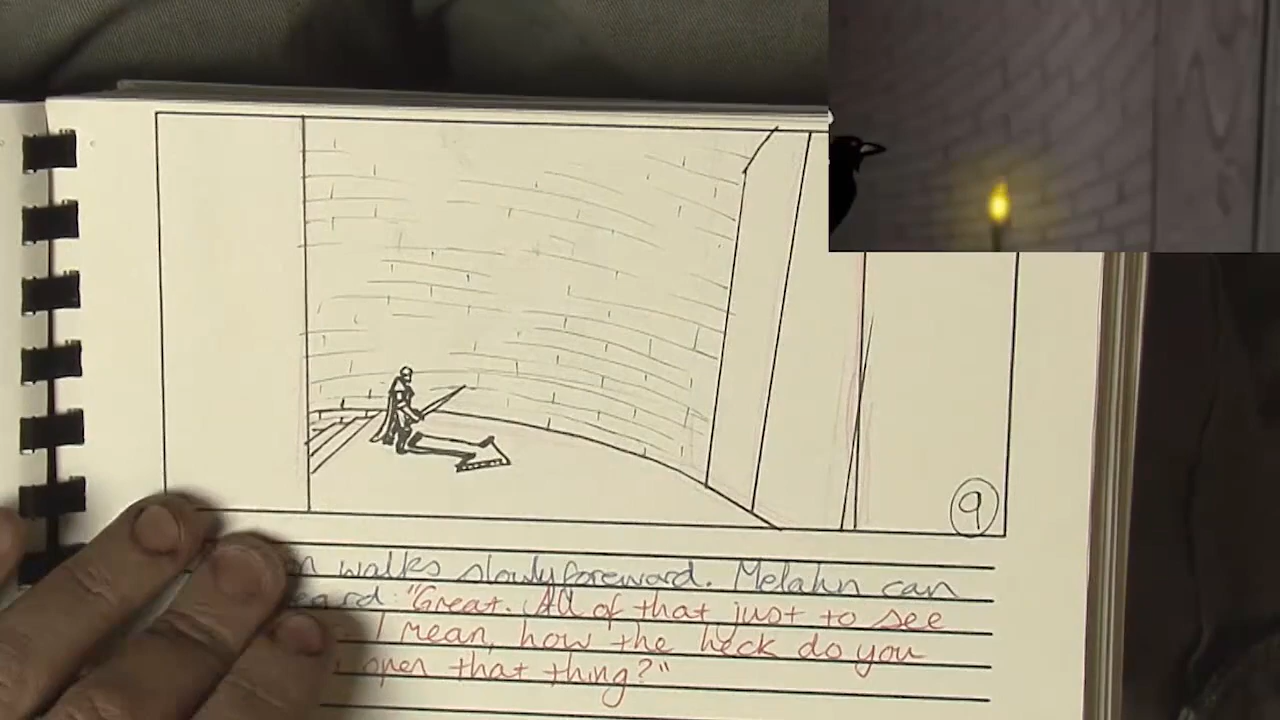 9
walks slowly foreward. Melahn can
eard: "Great. All of that just to see
I mean, how the heck do you
open that thing?"